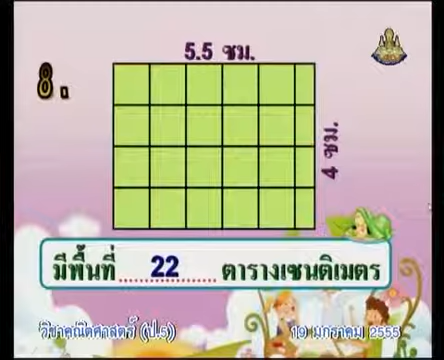 5.5 ซม.
8.
4 ซม.
มีพื้นที่ ......22...... ตารางเซนติเมตร
วิชาคณิตศาสตร์ (ป.5)
19 มกราคม 2555